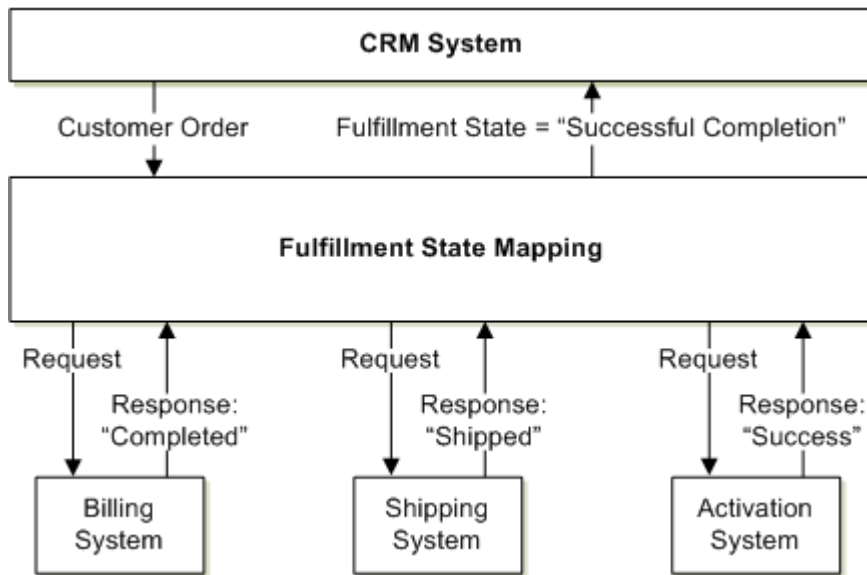 CRM System
Customer Order
Fulfillment State = “Successful Completion”
Fulfillment State Mapping
Request
Response:
“Completed”
Request
Response:
“Shipped”
Request
Response:
“Success”
Billing
System
Shipping
System
Activation
System